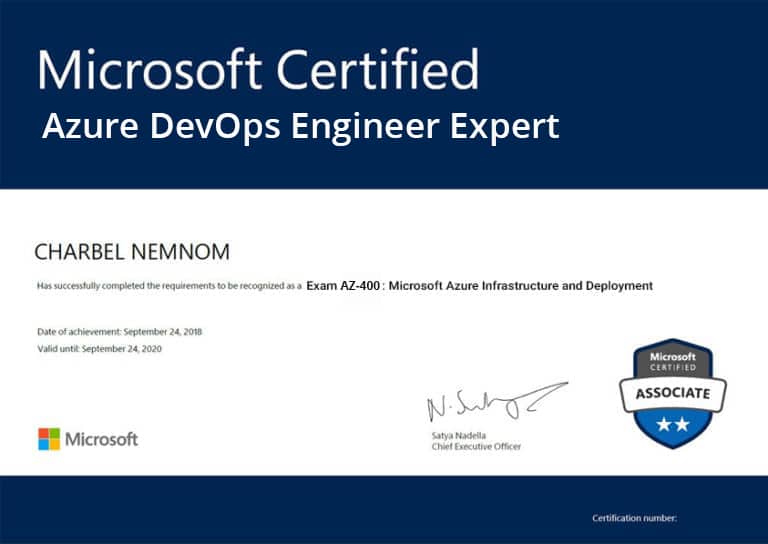 Microsoft Certified
Azure DevOps Engineer Expert
CHARBEL NEMNOM
Has successfully completed the requirements to be recognized as a Exam AZ-400 : Microsoft Azure Infrastructure and Deployment
Date of achievement: September 24, 2018
Valid until: September 24, 2020
Microsoft
CERTIFIED
ASSOCIATE
Microsoft
Satya Nadella
Chief Executive Officer
Certification number: